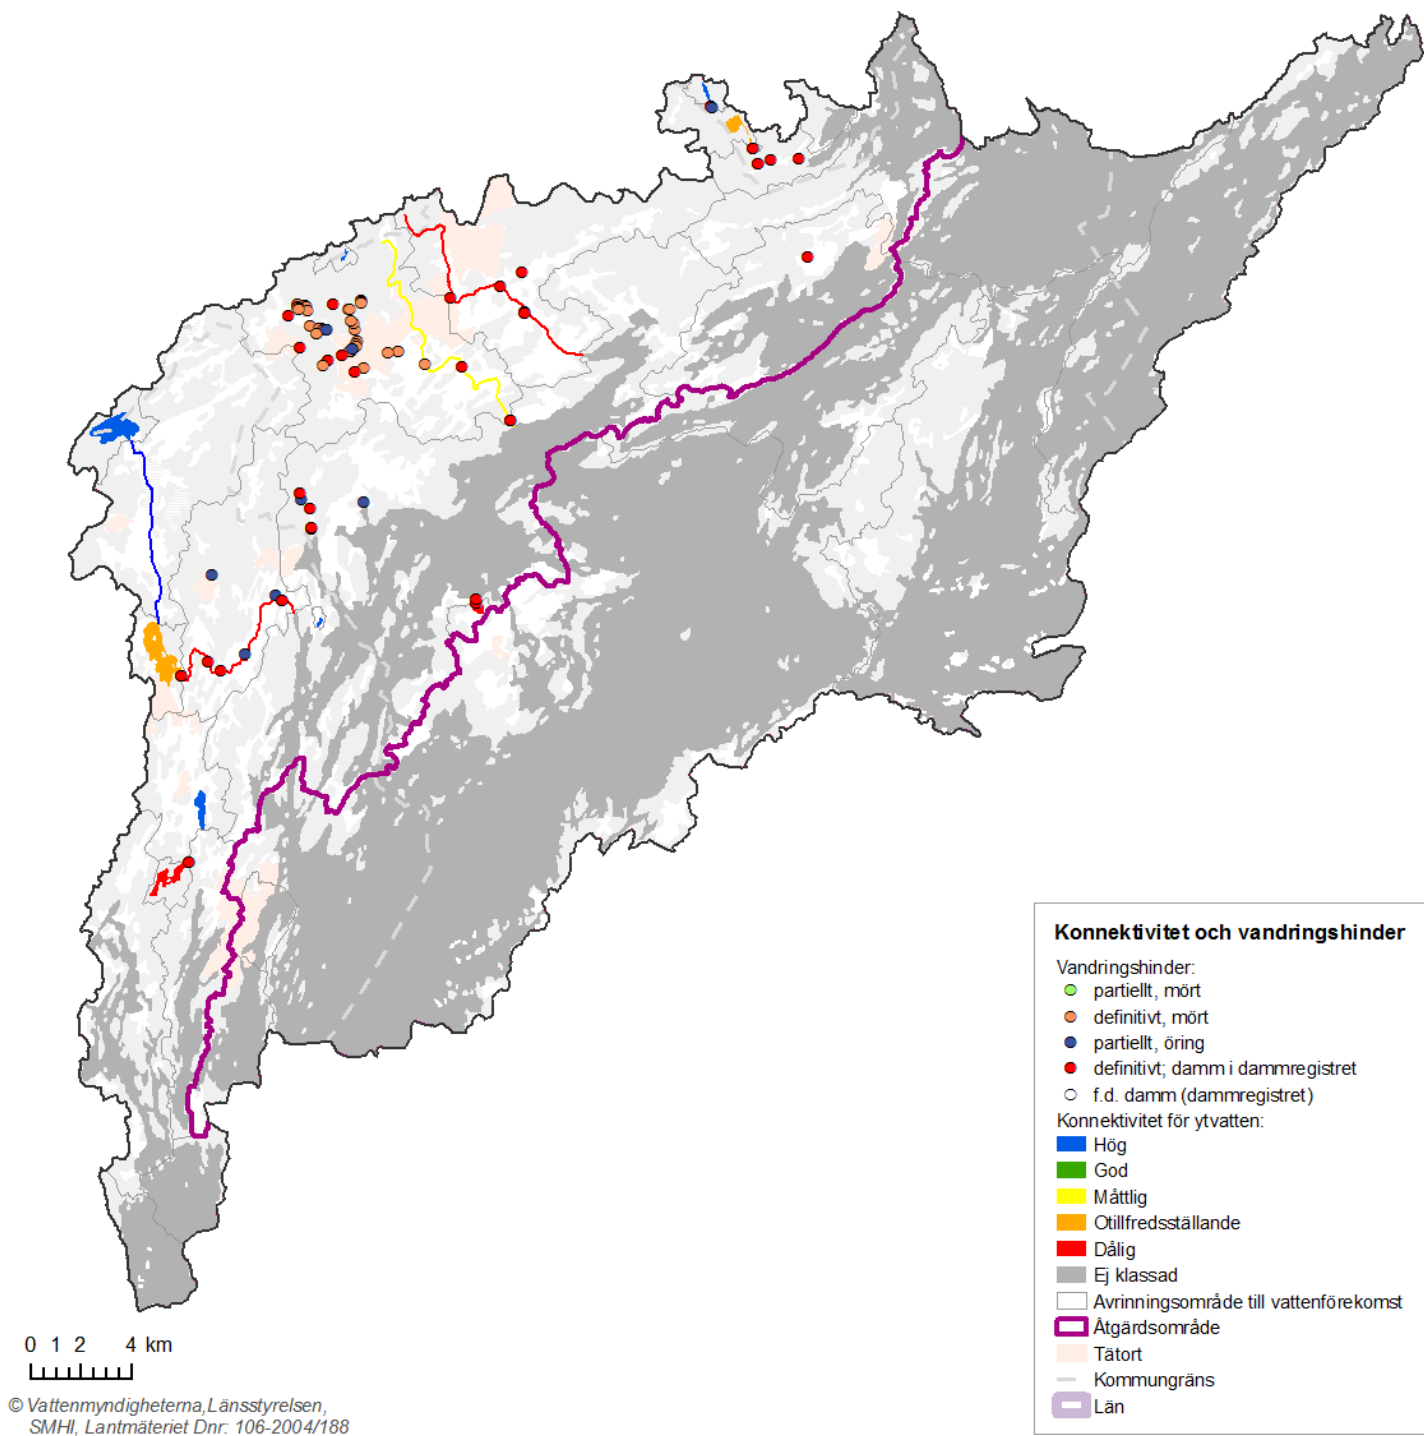 Konnektivitet och vandringshinder
Vandringshinder:
partiellt, mört
definitivt, mört
partiellt, öring
definitivt; damm i dammregistret
f.d. damm (dammregistret)
Konnektivitet för ytvatten:
Hög
God
Måttlig
Otillfredsställande
Dålig
Ej klassad
Avrinningsområde till vattenförekomst
Åtgärdsområde
Tätort
Kommungräns
Län
0 1 2 4 km
© Vattenmyndigheterna, Länsstyrelsen,
SMHI, Lantmäteriet Dnr: 106-2004/188